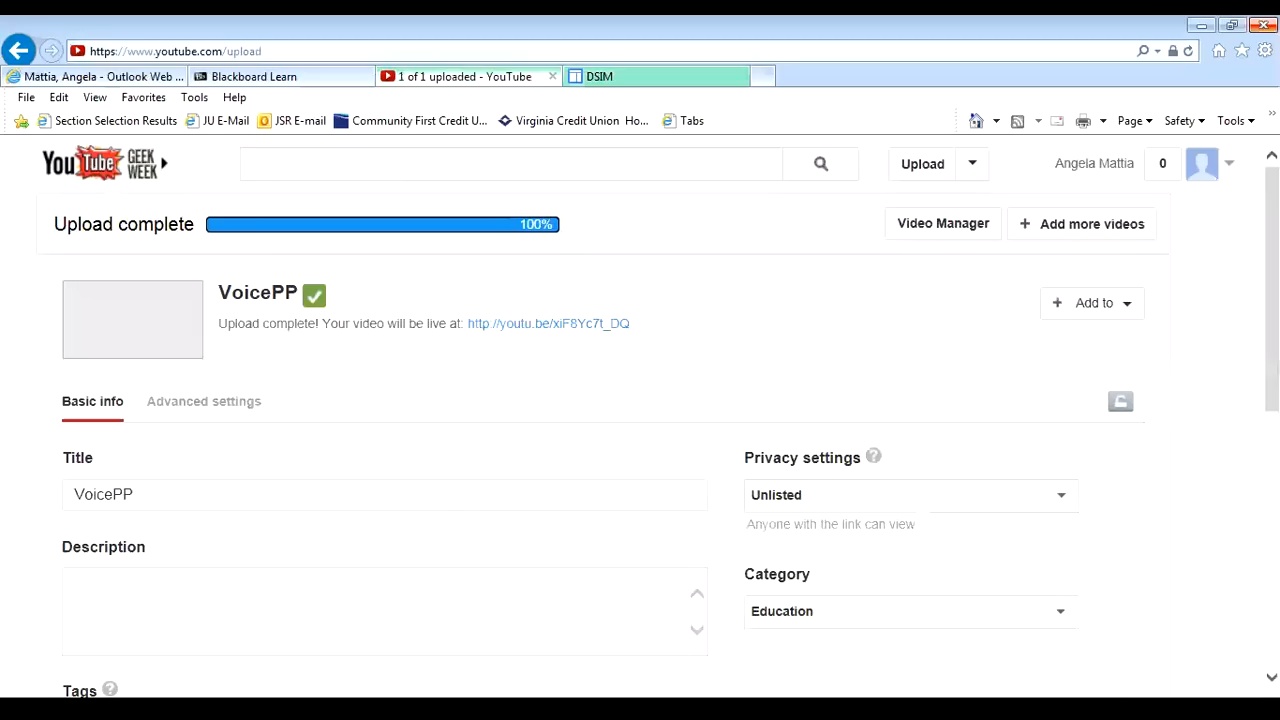 https://www.youtube.com/upload
Mattia, Angela - Outlook Web ...
Blackboard Learn
1 of 1 uploaded - YouTube
DSIM
File Edit View Favorites Tools Help
Section Selection Results JU E-Mail JSR E-mail Community First Credit U... Virginia Credit Union Ho... Tabs Page Safety Tools
YouTube GEEK WEEK
Upload
Angela Mattia 0
Upload complete 100%
Video Manager + Add more videos
VoicePP
+ Add to
Upload complete! Your video will be live at: http://youtu.be/xiF8Yc7t_DQ
Basic info Advanced settings
Title
VoicePP
Description
Tags ?
Privacy settings ?
Unlisted
Anyone with the link can view
Category
Education